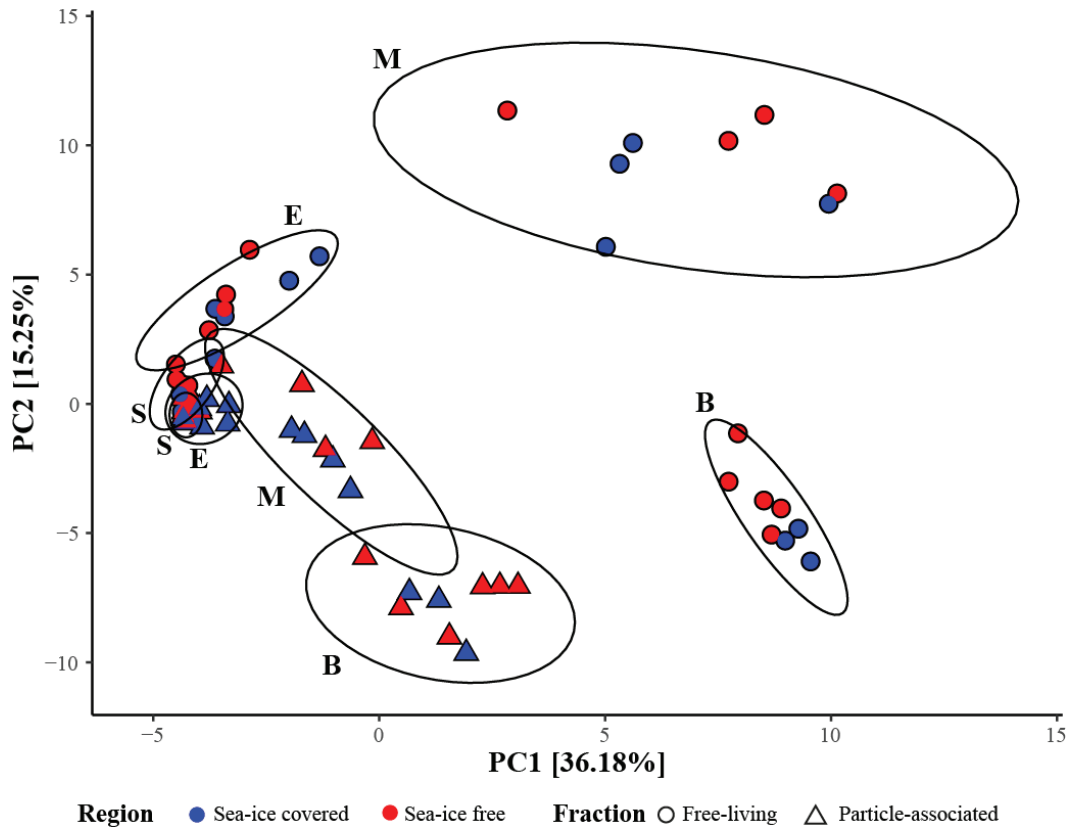 15
M
10
E
5
PC2 [15.25%]
0
S
S
E
B
M
−5
B
−10
−5
0
5
10
15
PC1 [36.18%]
Region Sea-ice covered Sea-ice free Fraction Free-living Particle-associated